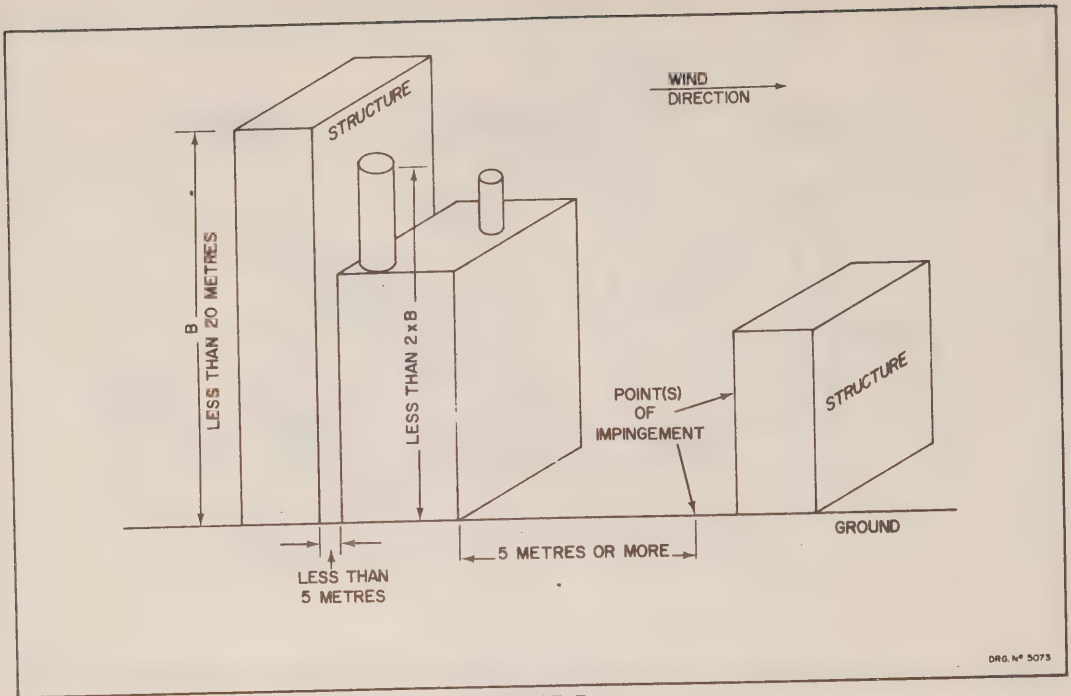 WIND
DIRECTION
STRUCTURE
B
LESS THAN 20 METRES
LESS THAN 2 x B
POINT(S)
OF
IMPINGEMENT
STRUCTURE
GROUND
5 METRES OR MORE
LESS THAN
5 METRES
DRG. Nº 5073